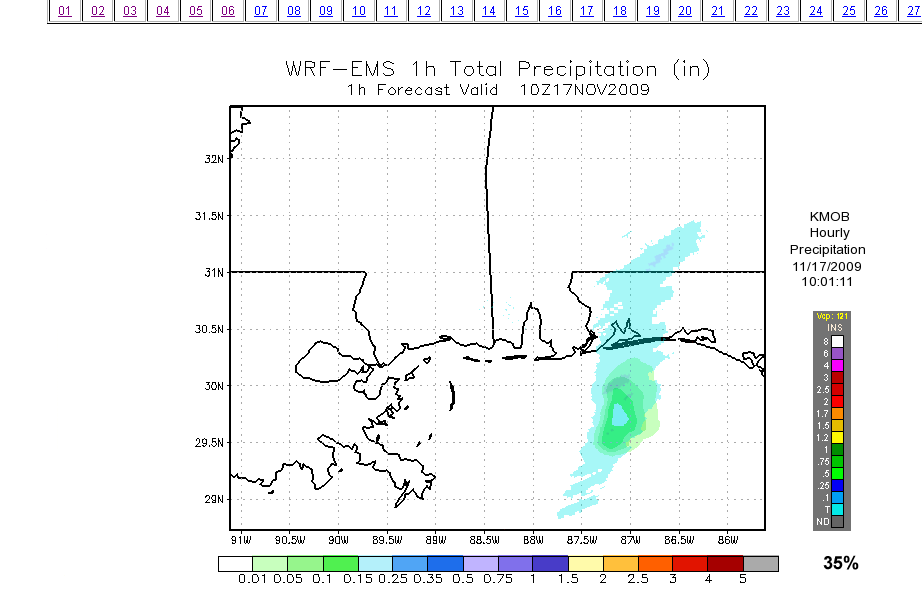 01 02 03 04 05 06 07 08 09 10 11 12 13 14 15 16 17 18 19 20 21 22 23 24 25 26 27
WRF-EMS 1h Total Precipitation (in)
1h Forecast Valid 10Z17NOV2009
32N
31.5N
31N
30.5N
30N
29.5N
29N
91W 90.5W 90W 89.5W 89W 88.5W 88W 87.5W 87W 86.5W 86W
0.01 0.05 0.1 0.15 0.25 0.35 0.5 0.75 1 1.5 2 2.5 3 4 5
KMOB
Hourly
Precipitation
11/17/2009
10:01:11
Vcp: 121
INS
8
6
4
3
2.5
2
1.7
1.5
1.2
1
.75
.5
.25
.1
T
ND
35%